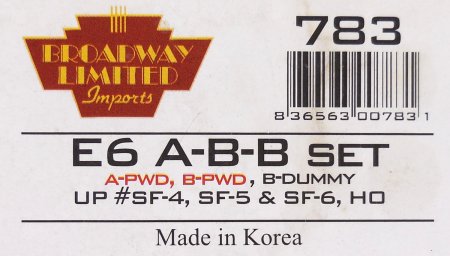 BROADWAY
LIMITED
Imports
783
8 36563 00783 1
E6 A-B-B SET
A-PWD, B-PWD, B-DUMMY
UP #SF-4, SF-5 & SF-6, HO
Made in Korea